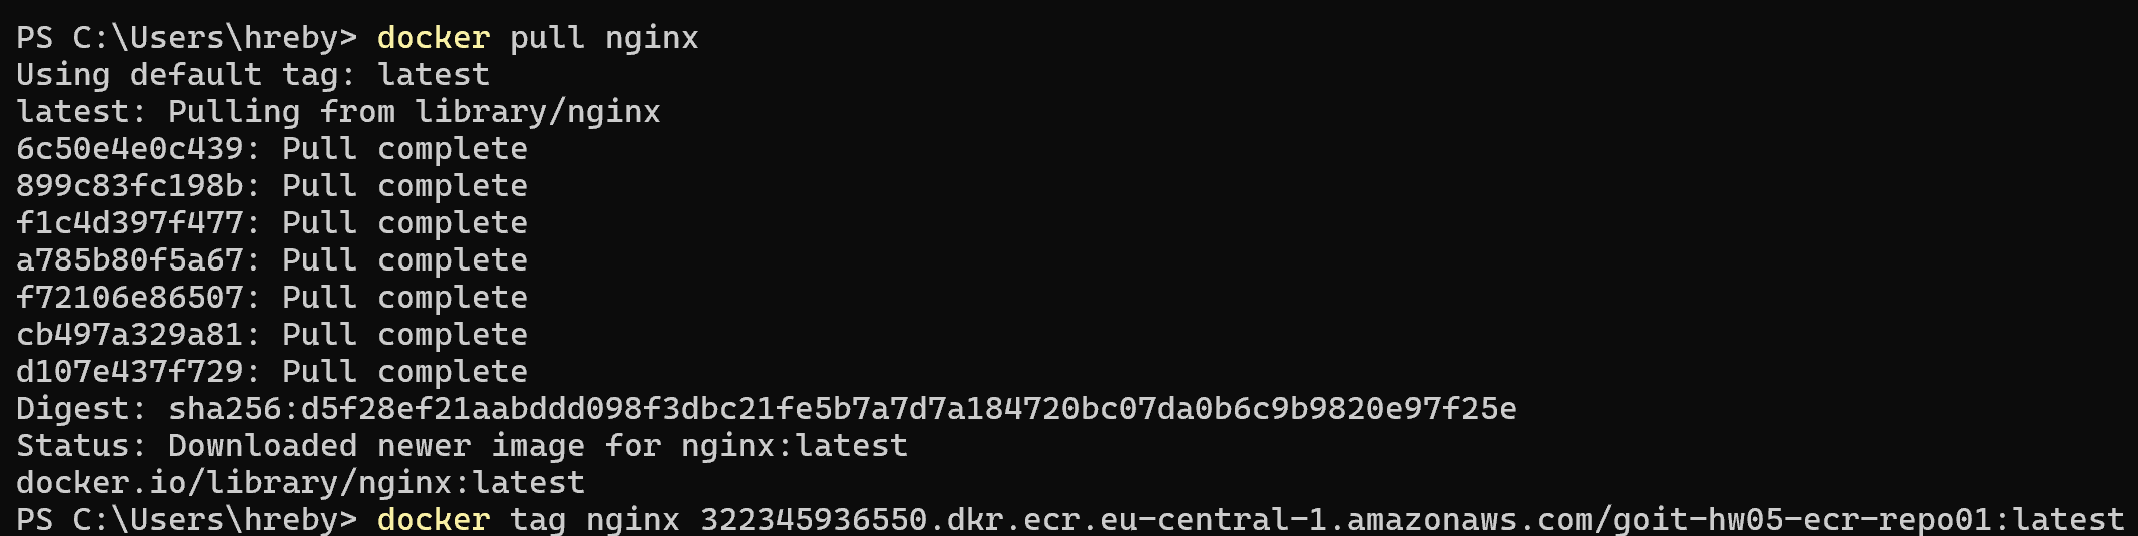 PS C:\Users\hreby> docker pull nginx
Using default tag: latest
latest: Pulling from library/nginx
6c50e4e0c439: Pull complete
899c83fc198b: Pull complete
f1c4d397f477: Pull complete
a785b80f5a67: Pull complete
f72106e86507: Pull complete
cb497a329a81: Pull complete
d107e437f729: Pull complete
Digest: sha256:d5f28ef21aabddd098f3dbc21fe5b7a7d7a184720bc07da0b6c9b9820e97f25e
Status: Downloaded newer image for nginx:latest
docker.io/library/nginx:latest
PS C:\Users\hreby> docker tag nginx 322345936550.dkr.ecr.eu-central-1.amazonaws.com/goit-hw05-ecr-repo01:latest